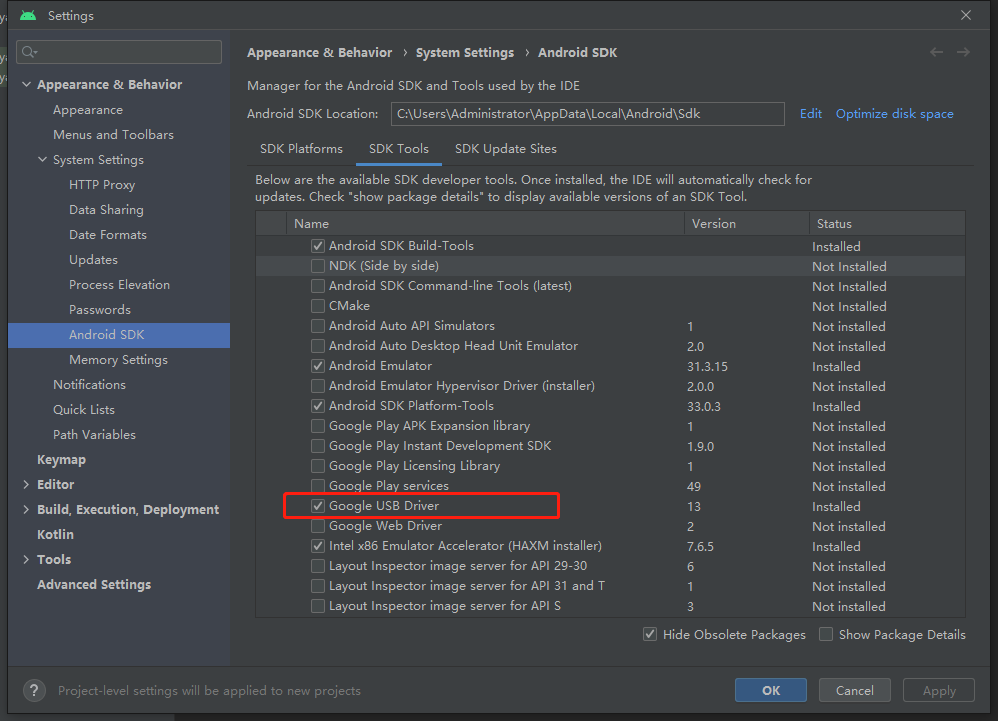 Settings
Appearance & Behavior
Appearance
Menus and Toolbars
System Settings
HTTP Proxy
Data Sharing
Date Formats
Updates
Process Elevation
Passwords
Android SDK
Memory Settings
Notifications
Quick Lists
Path Variables
Keymap
Editor
Build, Execution, Deployment
Kotlin
Tools
Advanced Settings
Appearance & Behavior › System Settings › Android SDK
Manager for the Android SDK and Tools used by the IDE
Android SDK Location: C:\Users\Administrator\AppData\Local\Android\Sdk Edit Optimize disk space
SDK Platforms SDK Tools SDK Update Sites
Below are the available SDK developer tools. Once installed, the IDE will automatically check for
updates. Check "show package details" to display available versions of an SDK Tool.
Name Version Status
Android SDK Build-Tools Installed
NDK (Side by side) Not Installed
Android SDK Command-line Tools (latest) Not Installed
CMake Not Installed
Android Auto API Simulators 1 Not installed
Android Auto Desktop Head Unit Emulator 2.0 Not installed
Android Emulator 31.3.15 Installed
Android Emulator Hypervisor Driver (installer) 2.0.0 Not installed
Android SDK Platform-Tools 33.0.3 Installed
Google Play APK Expansion library 1 Not installed
Google Play Instant Development SDK 1.9.0 Not installed
Google Play Licensing Library 1 Not installed
Google Play services 49 Not installed
Google USB Driver 13 Installed
Google Web Driver 2 Not installed
Intel x86 Emulator Accelerator (HAXM installer) 7.6.5 Installed
Layout Inspector image server for API 29-30 6 Not installed
Layout Inspector image server for API 31 and T 1 Not installed
Layout Inspector image server for API S 3 Not installed
Hide Obsolete Packages Show Package Details
? Project-level settings will be applied to new projects
OK Cancel Apply